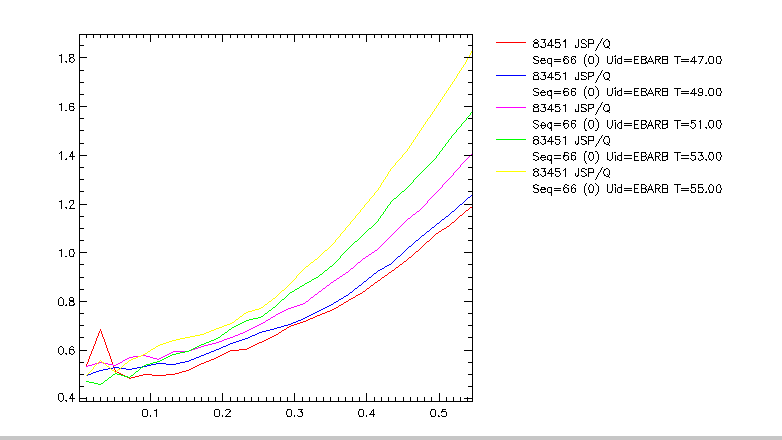 1.8
1.6
1.4
1.2
1.0
0.8
0.6
0.4
0.1
0.2
0.3
0.4
0.5
83451 JSP/Q
Seq=66 (0) Uid=EBARB T=47.00
83451 JSP/Q
Seq=66 (0) Uid=EBARB T=49.00
83451 JSP/Q
Seq=66 (0) Uid=EBARB T=51.00
83451 JSP/Q
Seq=66 (0) Uid=EBARB T=53.00
83451 JSP/Q
Seq=66 (0) Uid=EBARB T=55.00